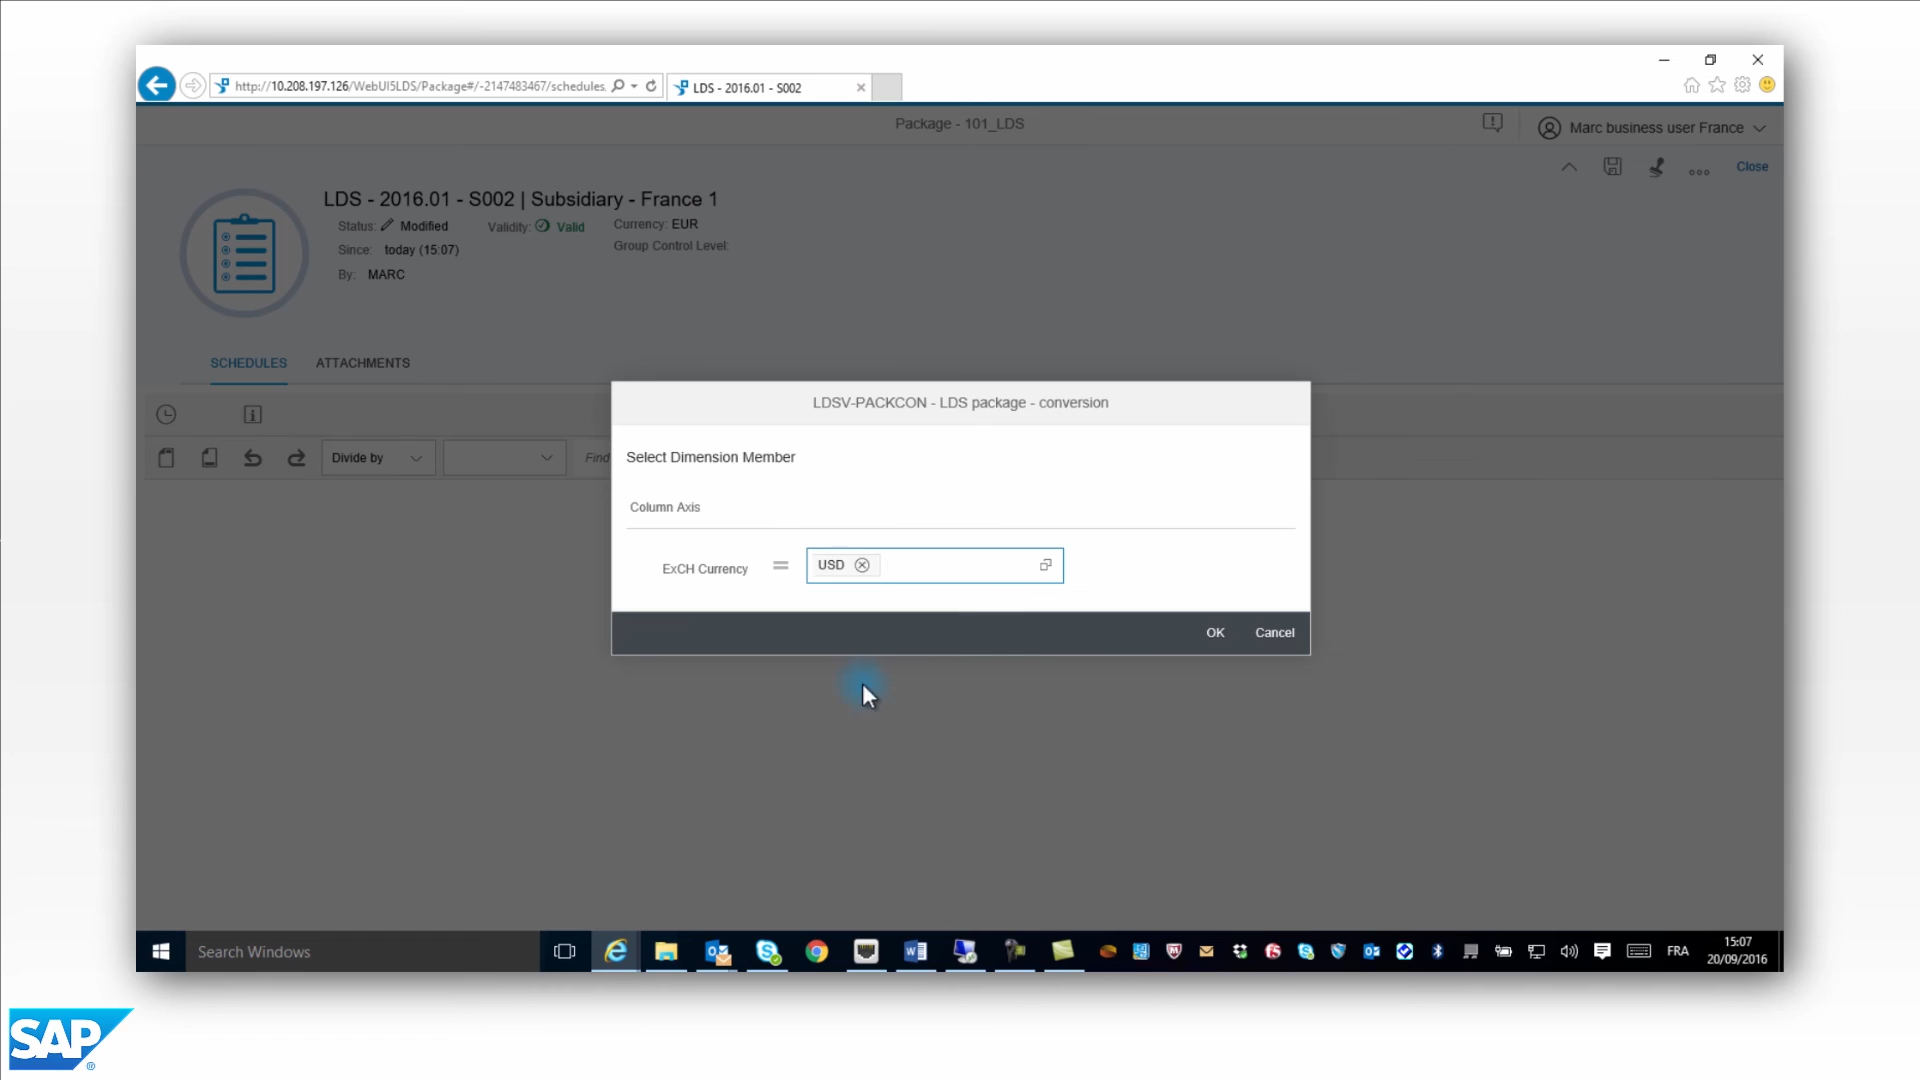 http://10.208.197.126/WebUI5LDS/Package#/-2147483467/schedules
LDS - 2016.01 - S002
Package - 101_LDS
Marc business user France
Close
LDS - 2016.01 - S002 | Subsidiary - France 1
Status: Modified Validity: Valid Currency: EUR
Since: today (15:07) Group Control Level:
By: MARC
SCHEDULES ATTACHMENTS
Divide by Find
LDSV-PACKCON - LDS package - conversion
Select Dimension Member
Column Axis
ExCH Currency = USD
OK Cancel
Search Windows
FRA
15:07
20/09/2016
SAP